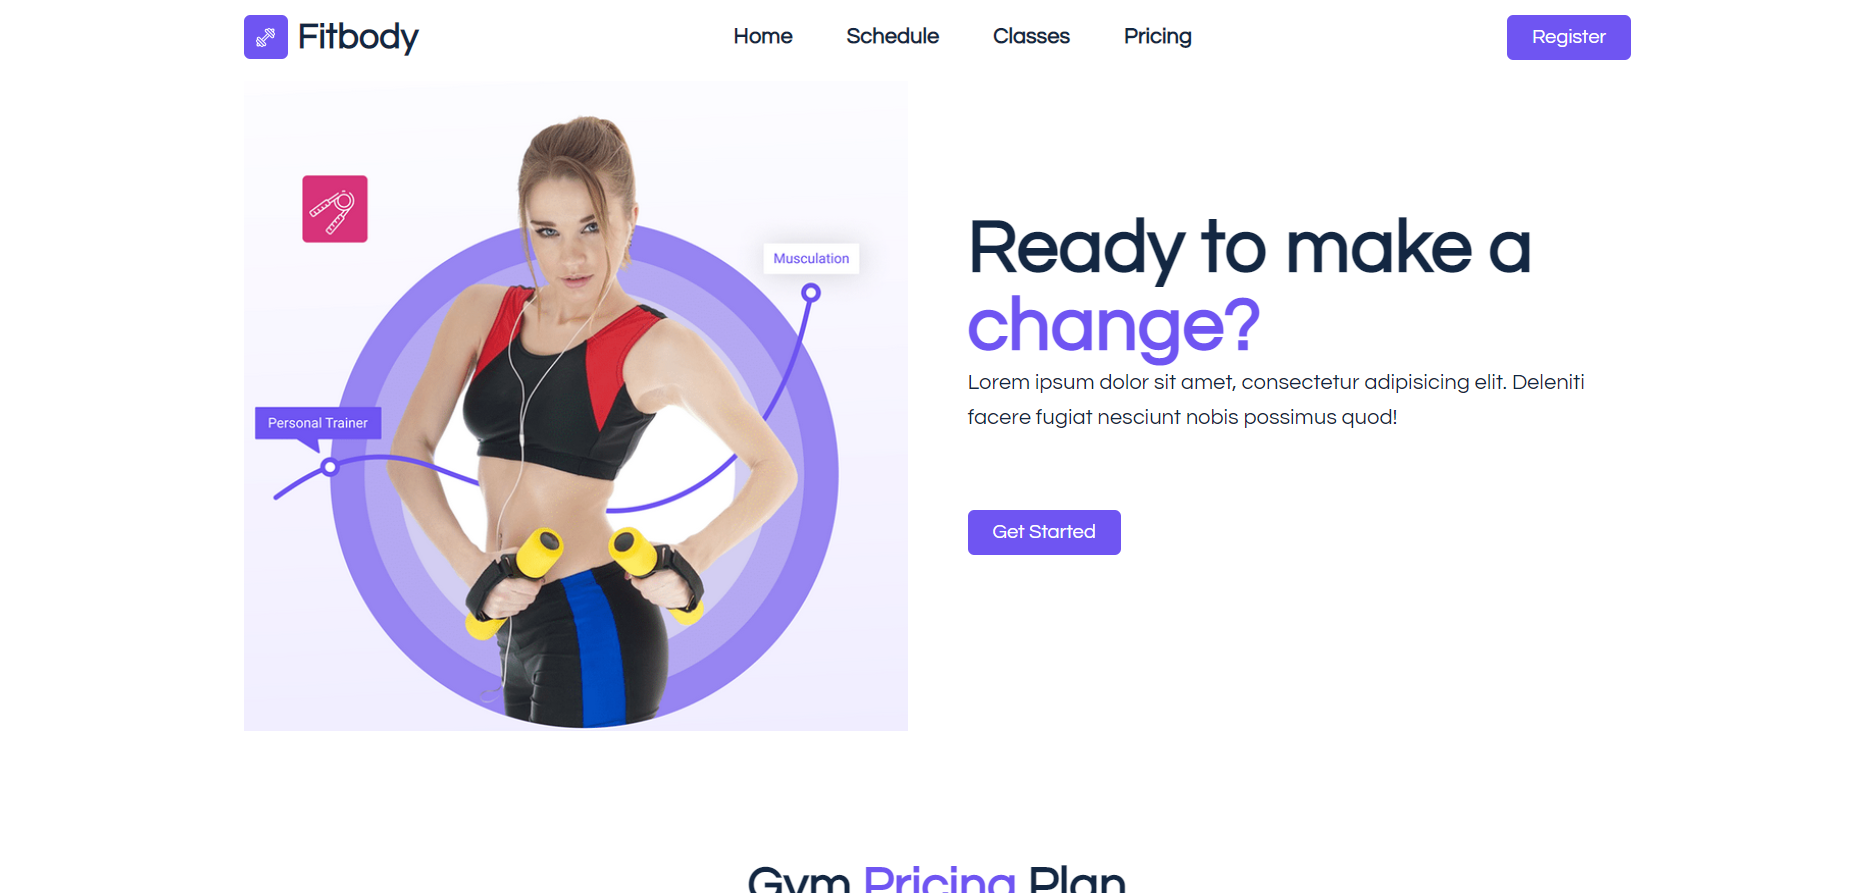 Fitbody
Home Schedule Classes Pricing
Register
Musculation
Personal Trainer
Ready to make a
change?
Lorem ipsum dolor sit amet, consectetur adipisicing elit. Deleniti
facere fugiat nesciunt nobis possimus quod!
Get Started
Gym Pricing Plan